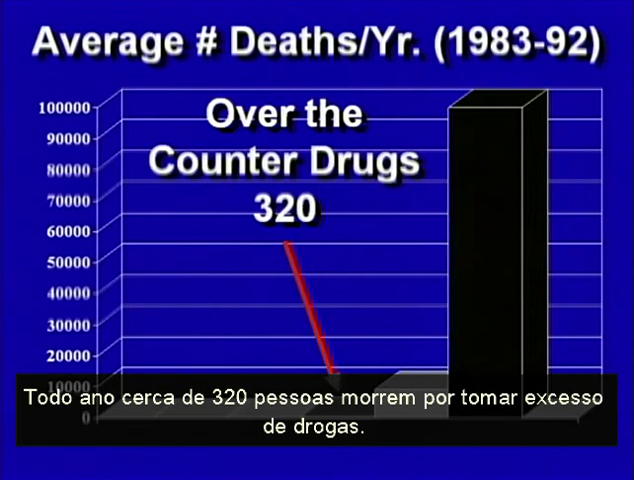 Average # Deaths/Yr. (1983-92)
Over the
Counter Drugs
320
100000
90000
80000
70000
60000
50000
40000
30000
20000
10000
0
Todo ano cerca de 320 pessoas morrem por tomar excesso
de drogas.